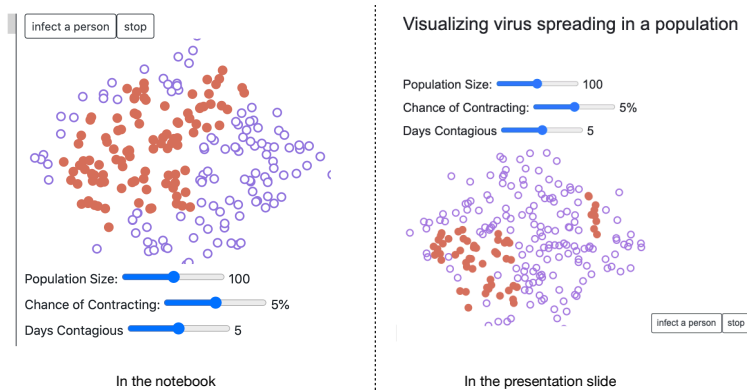 infect a person stop
Population Size: 100
Chance of Contracting: 5%
Days Contagious 5
In the notebook
Visualizing virus spreading in a population
Population Size: 100
Chance of Contracting: 5%
Days Contagious 5
infect a person stop
In the presentation slide